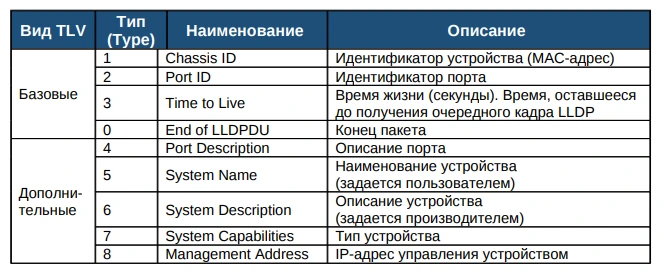 Вид TLV Тип (Type) Наименование Описание
Базовые
1 Chassis ID Идентификатор устройства (MAC-адрес)
2 Port ID Идентификатор порта
3 Time to Live Время жизни (секунды). Время, оставшееся
до получения очередного кадра LLDP
0 End of LLDPDU Конец пакета
Дополни-
тельные
4 Port Description Описание порта
5 System Name Наименование устройства
(задается пользователем)
6 System Description Описание устройства
(задается производителем)
7 System Capabilities Тип устройства
8 Management Address IP-адрес управления устройством